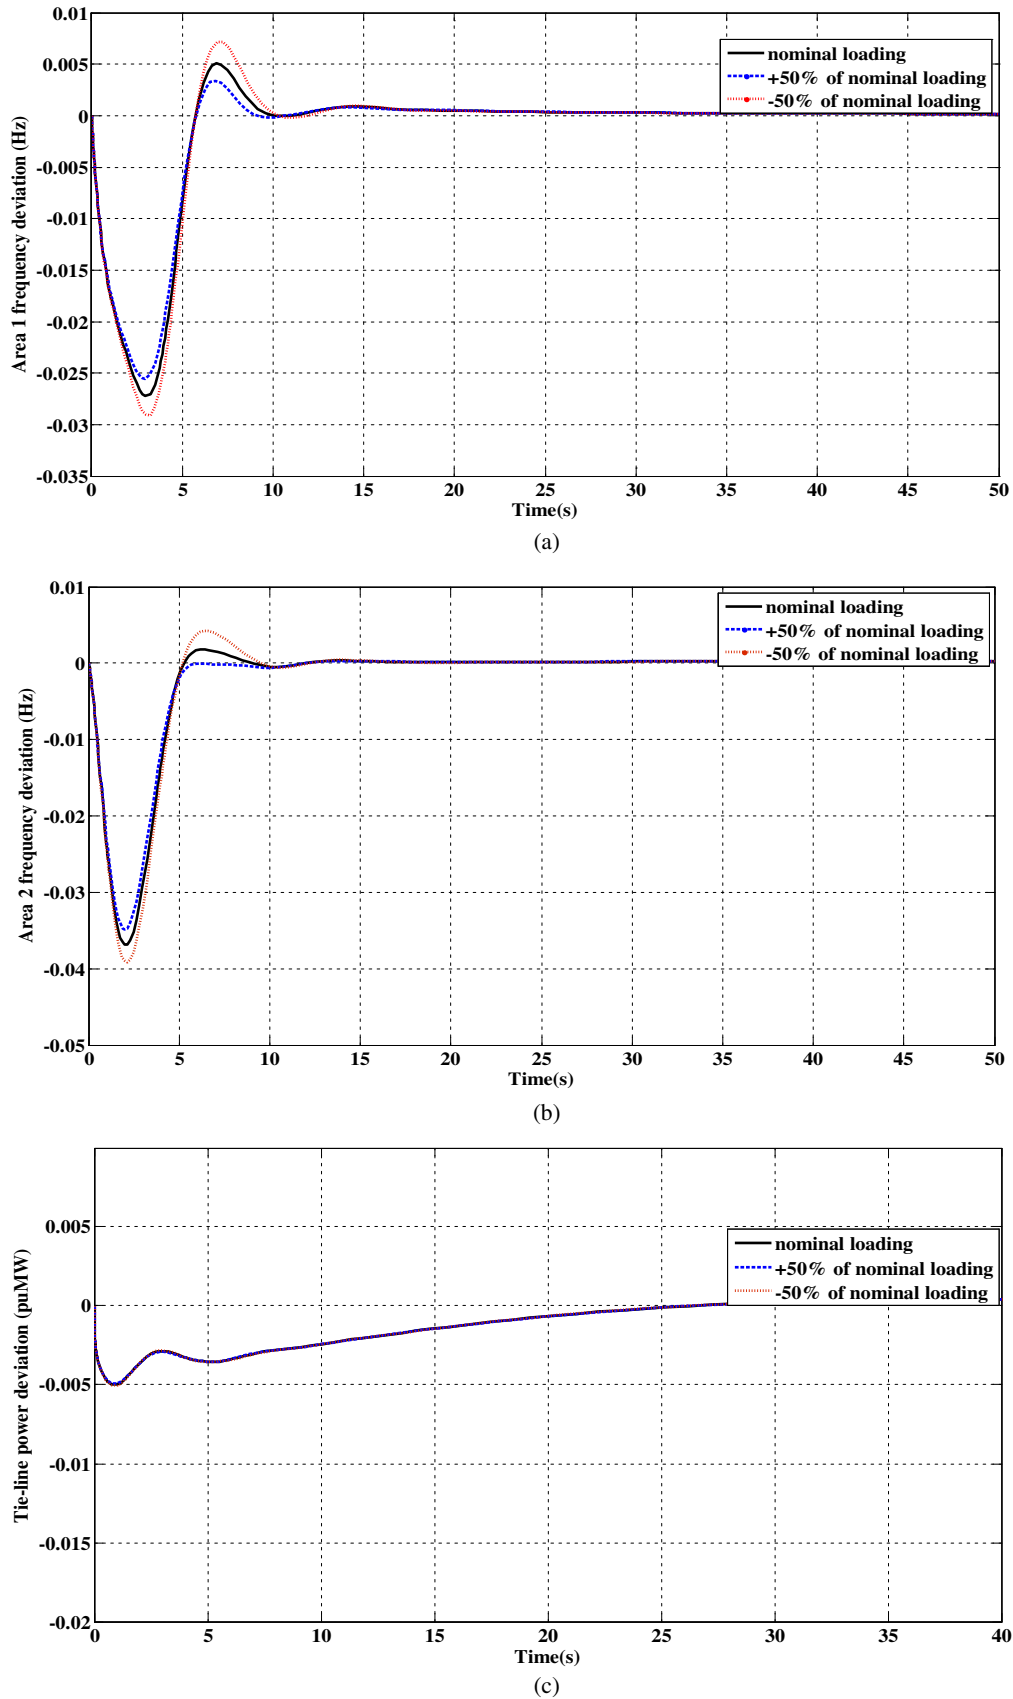 0.01
0.005
0
-0.005
-0.01
-0.015
-0.02
-0.025
-0.03
-0.035
Area 1 frequency deviation (Hz)
nominal loading
+50% of nominal loading
-50% of nominal loading
0 5 10 15 20 25 30 35 40 45 50
Time(s)
(a)
0.01
0
-0.01
-0.02
-0.03
-0.04
-0.05
Area 2 frequency deviation (Hz)
nominal loading
+50% of nominal loading
-50% of nominal loading
0 5 10 15 20 25 30 35 40 45 50
Time(s)
(b)
0.005
0
-0.005
-0.01
-0.015
-0.02
Tie-line power deviation (puMW)
nominal loading
+50% of nominal loading
-50% of nominal loading
0 5 10 15 20 25 30 35 40
Time(s)
(c)